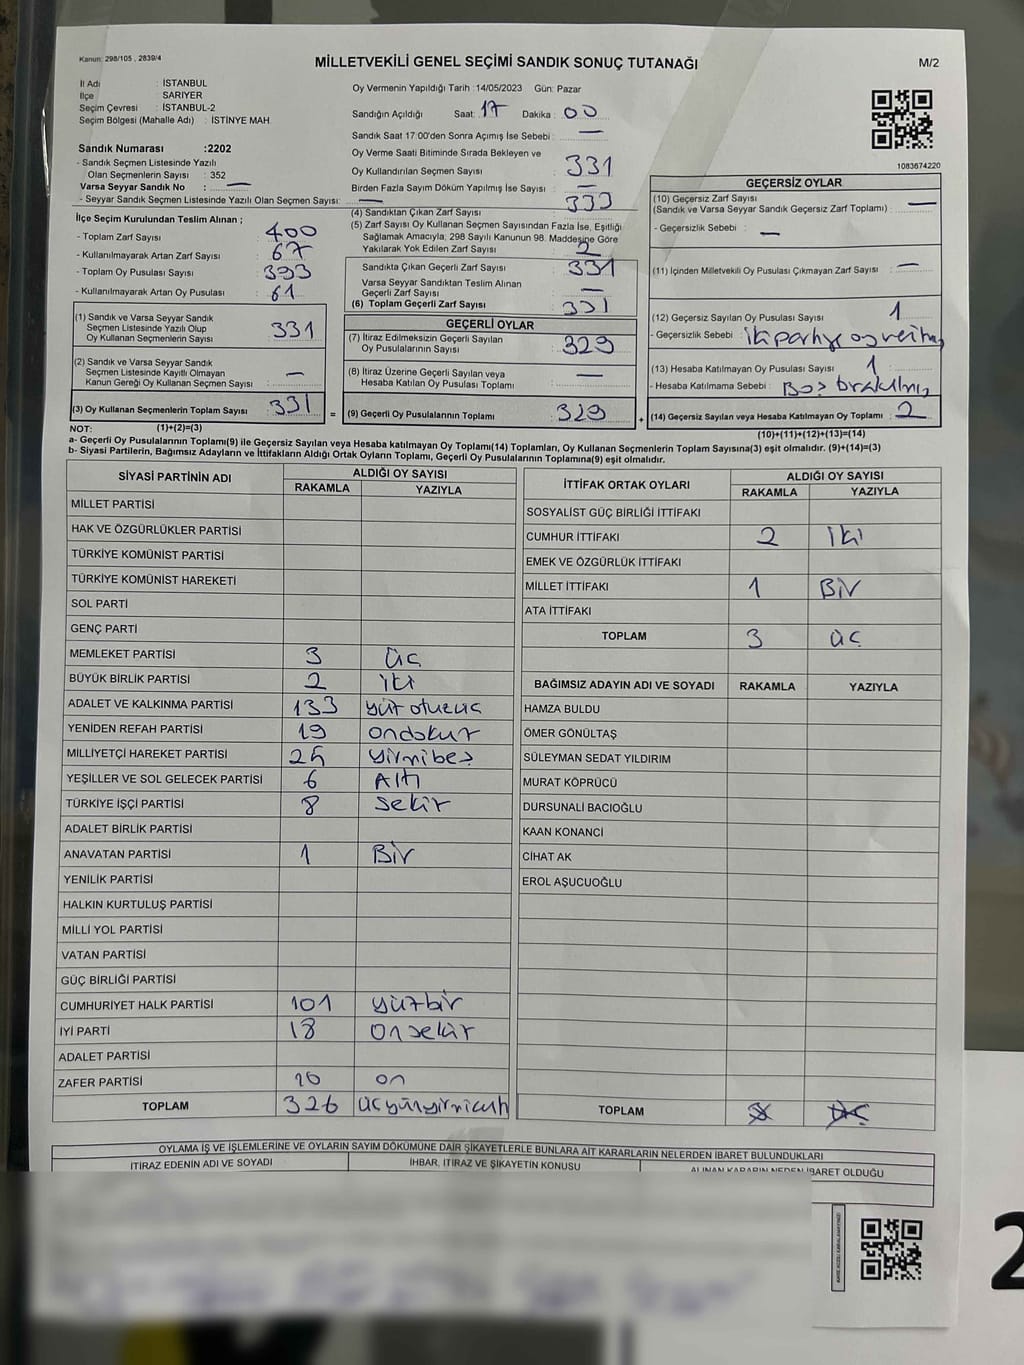 Kanun: 298/105 , 2839/4
MİLLETVEKİLİ GENEL SEÇİMİ SANDIK SONUÇ TUTANAĞI
M/2
İl Adı : İSTANBUL
İlçe : SARIYER
Seçim Çevresi : İSTANBUL-2
Seçim Bölgesi (Mahalle Adı) : İSTİNYE MAH.
Sandık Numarası :2202
- Sandık Seçmen Listesinde Yazılı
Olan Seçmenlerin Sayısı : 352
Varsa Seyyar Sandık No : —
- Seyyar Seçmen Listesinde Yazılı Olan Seçmen Sayısı: —
İlçe Seçim Kurulundan Teslim Alınan ;
- Toplam Zarf Sayısı : 400
- Kullanılmayarak Artan Zarf Sayısı : 67
- Toplam Oy Pusulası Sayısı : 393
- Kullanılmayarak Artan Oy Pusulası : 61
(1) Sandık ve Varsa Seyyar Sandık
Seçmen Listesinde Yazılı Olup
Oy Kullanan Seçmenlerin Sayısı : 331
(2) Sandık ve Varsa Seyyar Sandık
Seçmen Listesinde Kayıtlı Olmayan
Kanun Gereği Oy Kullanan Seçmen Sayısı : —
(3) Oy Kullanan Seçmenlerin Toplam Sayısı : 331 =
Oy Vermenin Yapıldığı Tarih :14/05/2023 Gün: Pazar
Sandığın Açıldığı Saat: 17 Dakika : 00
Sandık Saat 17:00'den Sonra Açımış İse Sebebi : —
Oy Verme Saati Bitiminde Sırada Bekleyen ve
Oy Kullandırılan Seçmen Sayısı : 331
Birden Fazla Sayım Döküm Yapılmış İse Sayısı : —
(4) Sandıktan Çıkan Zarf Sayısı : 333
(5) Zarf Sayısı Oy Kullanan Seçmen Sayısından Fazla İse, Eşitliği
Sağlamak Amacıyla; 298 Sayılı Kanunun 98. Maddesine Göre
Yakılarak Yok Edilen Zarf Sayısı : 2
Sandıkta Çıkan Geçerli Zarf Sayısı : 331
Varsa Seyyar Sandıktan Teslim Alınan
Geçerli Zarf Sayısı : —
(6) Toplam Geçerli Zarf Sayısı : 331
GEÇERLİ OYLAR
(7) İtiraz Edilmeksizin Geçerli Sayılan
Oy Pusulalarının Sayısı : 329
(8) İtiraz Üzerine Geçerli Sayılan veya
Hesaba Katılan Oy Pusulası Toplamı : —
(9) Geçerli Oy Pusulalarının Toplamı : 329 +
1083674220
GEÇERSİZ OYLAR
(10) Geçersiz Zarf Sayısı
(Sandık ve Varsa Seyyar Sandık Geçersiz Zarf Toplamı) : —
- Geçersizlik Sebebi : —
(11) İçinden Milletvekili Oy Pusulası Çıkmayan Zarf Sayısı : —
(12) Geçersiz Sayılan Oy Pusulası Sayısı : 1
- Geçersizlik Sebebi : iki partiye oy
(13) Hesaba Katılmayan Oy Pusulası Sayısı : 1
- Hesaba Katılmama Sebebi : Boş bırakılmış
(14) Geçersiz Sayılan veya Hesaba Katılmayan Oy Toplamı : 2
NOT: (1)+(2)=(3)
(10)+(11)+(12)+(13)=(14)
a- Geçerli Oy Pusulalarının Toplamı(9) ile Geçersiz Sayılan veya Hesaba katılmayan Oy Toplamı(14) Toplamları, Oy Kullanan Seçmenlerin Toplam Sayısına(3) eşit olmalıdır. (9)+(14)=(3)
b- Siyasi Partilerin, Bağımsız Adayların ve İttifakların Aldığı Ortak Oyların Toplamı, Geçerli Oy Pusulalarının Toplamına(9) eşit olmalıdır.
SİYASİ PARTİNİN ADI ALDIĞI OY SAYISI
RAKAMLA YAZIYLA
MİLLET PARTİSİ
HAK VE ÖZGÜRLÜKLER PARTİSİ
TÜRKİYE KOMÜNİST PARTİSİ
TÜRKİYE KOMÜNİST HAREKETİ
SOL PARTİ
GENÇ PARTİ
MEMLEKET PARTİSİ 3 üç
BÜYÜK BİRLİK PARTİSİ 2 iki
ADALET VE KALKINMA PARTİSİ 133 yüz otuzüç
YENİDEN REFAH PARTİSİ 19 ondokuz
MİLLİYETÇİ HAREKET PARTİSİ 25 yirmibeş
YEŞİLLER VE SOL GELECEK PARTİSİ 6 Altı
TÜRKİYE İŞÇİ PARTİSİ 8 sekiz
ADALET BİRLİK PARTİSİ
ANAVATAN PARTİSİ 1 Bir
YENİLİK PARTİSİ
HALKIN KURTULUŞ PARTİSİ
MİLLİ YOL PARTİSİ
VATAN PARTİSİ
GÜÇ BİRLİĞİ PARTİSİ
CUMHURİYET HALK PARTİSİ 101 yüzbir
İYİ PARTİ 18 onsekiz
ADALET PARTİSİ
ZAFER PARTİSİ 10 on
TOPLAM 326 üçyüzyirmialtı
İTTİFAK ORTAK OYLARI ALDIĞI OY SAYISI
RAKAMLA YAZIYLA
SOSYALİST GÜÇ BİRLİĞİ İTTİFAKI
CUMHUR İTTİFAKI 2 iki
EMEK VE ÖZGÜRLÜK İTTİFAKI
MİLLET İTTİFAKI 1 Bir
ATA İTTİFAKI
TOPLAM 3 üç
BAĞIMSIZ ADAYIN ADI VE SOYADI RAKAMLA YAZIYLA
HAMZA BULDU
ÖMER GÖNÜLTAŞ
SÜLEYMAN SEDAT YILDIRIM
MURAT KÖPRÜCÜ
DURSUNALİ BACIOĞLU
KAAN KONANCİ
CİHAT AK
EROL AŞUCUOĞLU
TOPLAM
OYLAMA İŞ VE İŞLEMLERİNE VE OYLARIN SAYIM DÖKÜMÜNE DAİR ŞİKAYETLERLE BUNLARA AİT KARARLARIN NELERDEN İBARET BULUNDUKLARI
İTİRAZ EDENİN ADI VE SOYADI İHBAR, İTİRAZ VE ŞİKAYETİN KONUSU ALINAN KARARIN NEDEN İBARET OLDUĞU
2